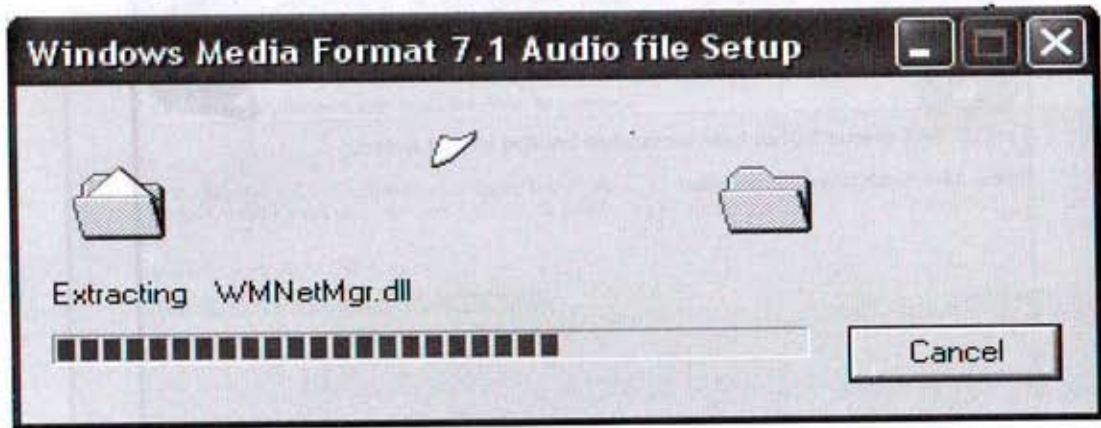 Windows Media Format 7.1 Audio file Setup
Extracting WMNetMgr.dll
Cancel